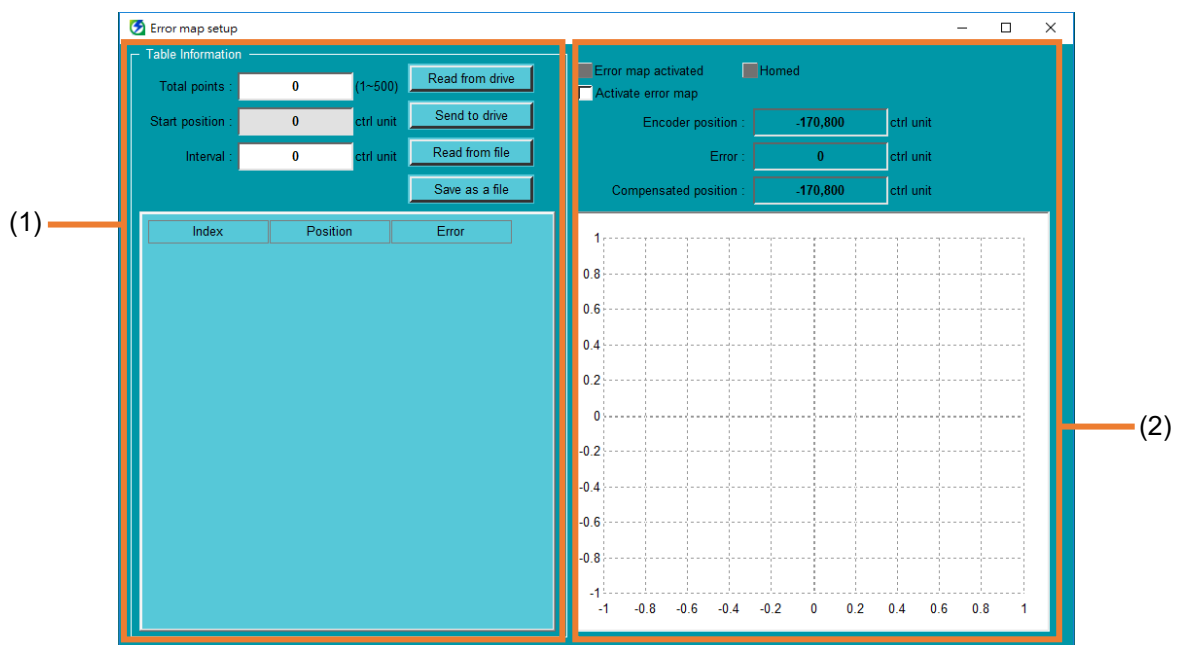 Error map setup
Table Information
Total points : 0 (1~500) Read from drive
Start position : 0 ctrl unit Send to drive
Interval : 0 ctrl unit Read from file
Save as a file
Index Position Error
(1)
Error map activated Homed
Activate error map
Encoder position : -170,800 ctrl unit
Error : 0 ctrl unit
Compensated position : -170,800 ctrl unit
1
0.8
0.6
0.4
0.2
0
-0.2
-0.4
-0.6
-0.8
-1
-1 -0.8 -0.6 -0.4 -0.2 0 0.2 0.4 0.6 0.8 1
(2)